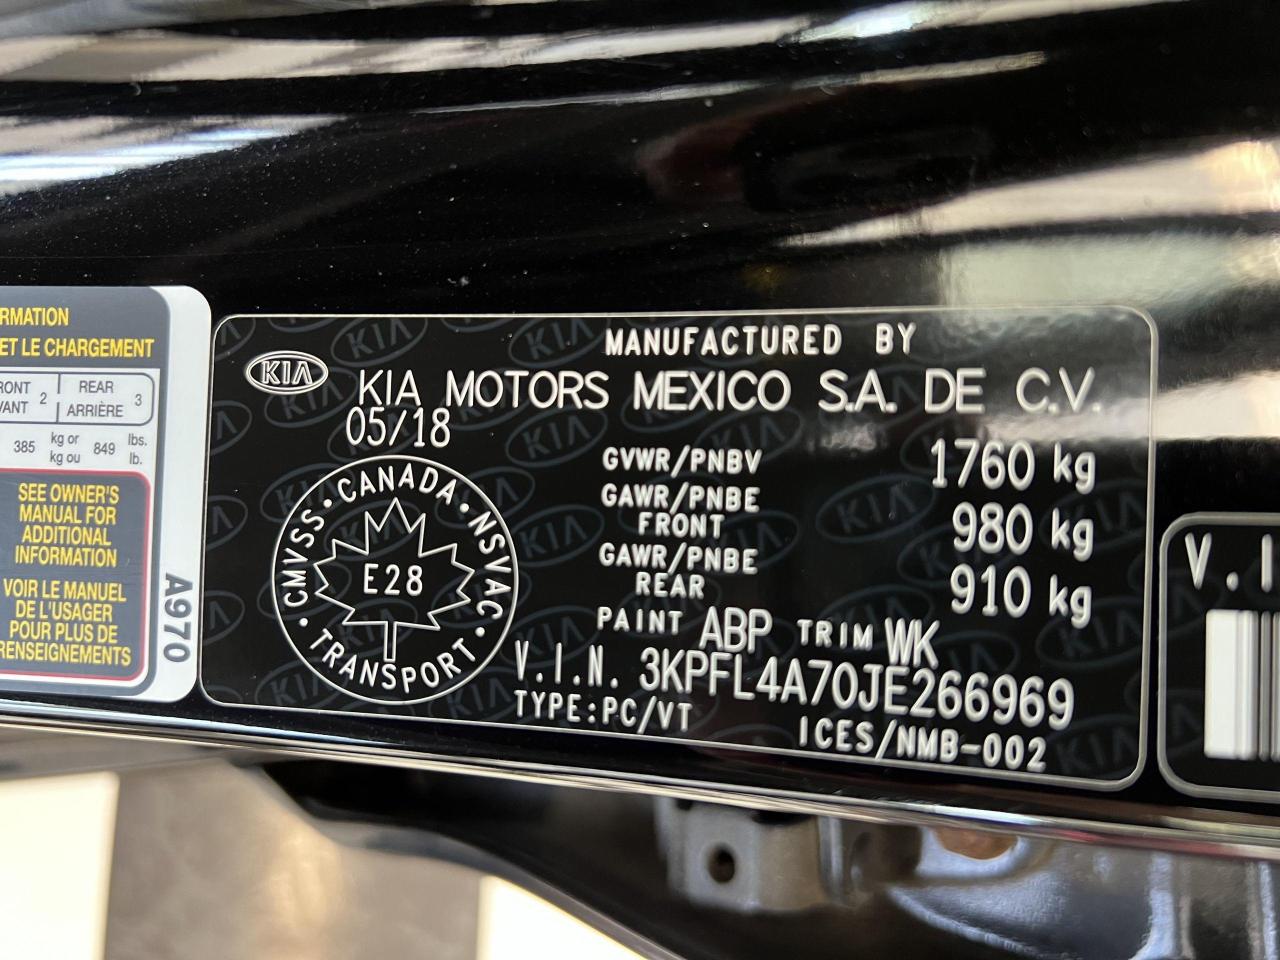 RMATION
ET LE CHARGEMENT
RONT
VANT 2
REAR
ARRIÈRE 3
385 kg or
kg ou 849 lbs.
lb.
SEE OWNER'S
MANUAL FOR
ADDITIONAL
INFORMATION
VOIR LE MANUEL
DE L'USAGER
POUR PLUS DE
RENSEIGNEMENTS
A970
MANUFACTURED BY
KIA KIA MOTORS MEXICO S.A. DE C.V.
05/18
GVWR/PNBV 1760 kg
GAWR/PNBE
FRONT 980 kg
GAWR/PNBE
REAR 910 kg
CMVSS · CANADA · NSVAC · TRANSPORT ·
E28
PAINT ABP TRIM WK
V.I.N. 3KPFL4A70JE266969
TYPE:PC/VT ICES/NMB-002
V.I